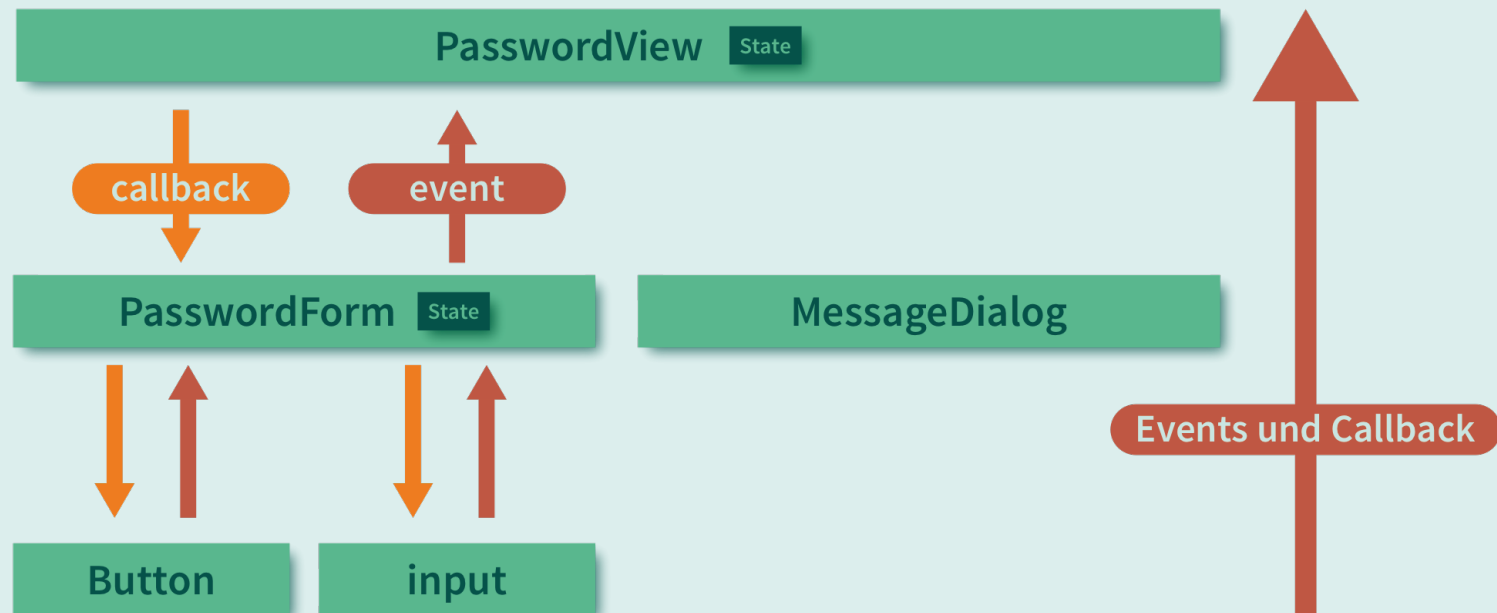 PasswordView State
callback
event
PasswordForm State
MessageDialog
Events und Callback
Button
input